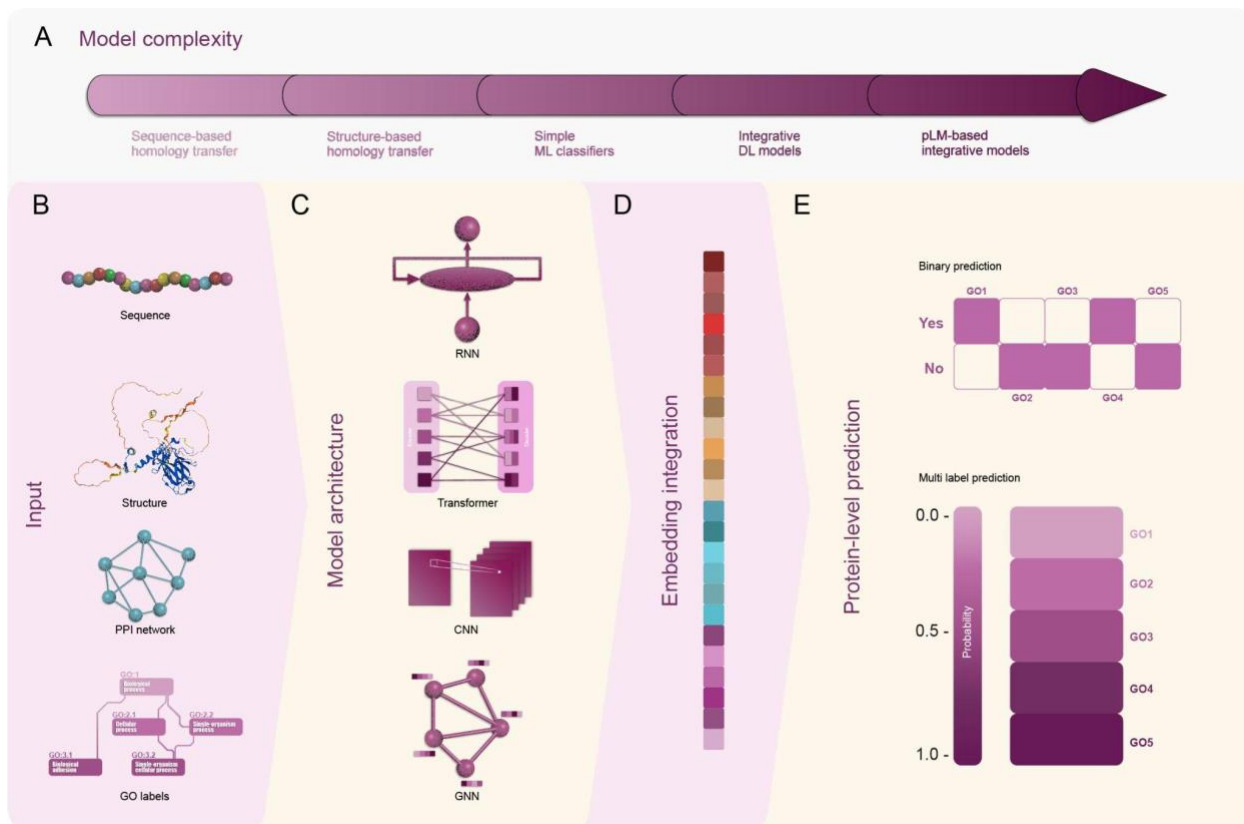 A Model complexity
Sequence-based
homology transfer
Structure-based
homology transfer
Simple
ML classifiers
Integrative
DL models
pLM-based
integrative models
B
Input
Sequence
Structure
PPI network
GO:1
Biological
process
GO:2.1
Cellular
process
GO:2.2
Single-organism
process
GO:3.1
Biological
adhesion
GO:3.2
Single-organism
cellular process
GO labels
C
Model architecture
RNN
Transformer
CNN
GNN
D
Embedding integration
E
Protein-level prediction
Binary prediction
GO1 GO3 GO5
Yes
No
GO2 GO4
Multi label prediction
0.0 -
0.5 -
1.0 -
Probability
GO1
GO2
GO3
GO4
GO5